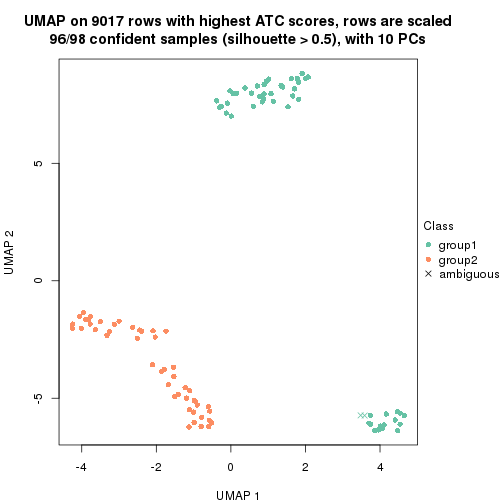 UMAP on 9017 rows with highest ATC scores, rows are scaled
96/98 confident samples (silhouette > 0.5), with 10 PCs
5
0
-5
UMAP 2
-4
-2
0
2
4
UMAP 1
Class
group1
group2
ambiguous